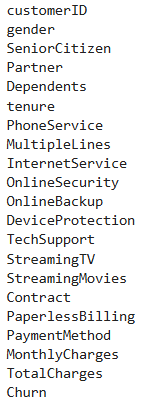 customerID
gender
SeniorCitizen
Partner
Dependents
tenure
PhoneService
MultipleLines
InternetService
OnlineSecurity
OnlineBackup
DeviceProtection
TechSupport
StreamingTV
StreamingMovies
Contract
PaperlessBilling
PaymentMethod
MonthlyCharges
TotalCharges
Churn